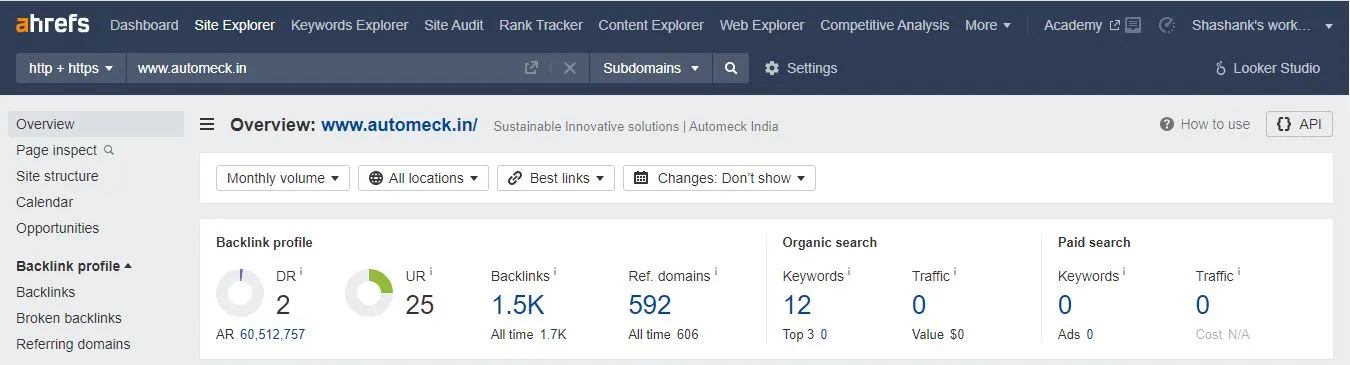 ahrefs Dashboard Site Explorer Keywords Explorer Site Audit Rank Tracker Content Explorer Web Explorer Competitive Analysis More Academy Shashank's work...
http + https www.automeck.in Subdomains Settings Looker Studio
Overview
Page inspect
Site structure
Calendar
Opportunities
Backlink profile
Backlinks
Broken backlinks
Referring domains
Overview: www.automeck.in/ Sustainable Innovative solutions | Automeck India How to use {} API
Monthly volume All locations Best links Changes: Don't show
Backlink profile Organic search Paid search
DR i UR i Backlinks i Ref. domains i Keywords i Traffic i Keywords i Traffic i
2 25 1.5K 592 12 0 0 0
AR 60,512,757 All time 1.7K All time 606 Top 3 0 Value $0 Ads 0 Cost N/A